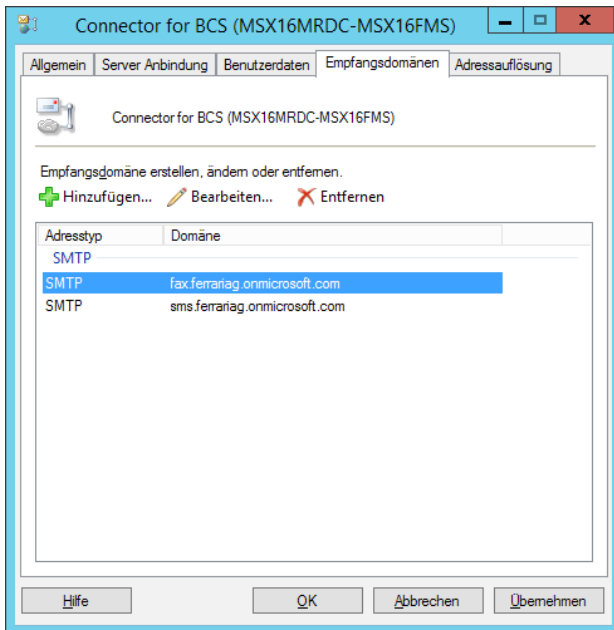 Connector for BCS (MSX16MRDC-MSX16FMS)
Allgemein Server Anbindung Benutzerdaten Empfangsdomänen Adressauflösung
Connector for BCS (MSX16MRDC-MSX16FMS)
Empfangsdomäne erstellen, ändern oder entfernen.
Hinzufügen... Bearbeiten... Entfernen
Adresstyp Domäne
SMTP
SMTP fax.ferrariag.onmicrosoft.com
SMTP sms.ferrariag.onmicrosoft.com
Hilfe OK Abbrechen Übernehmen